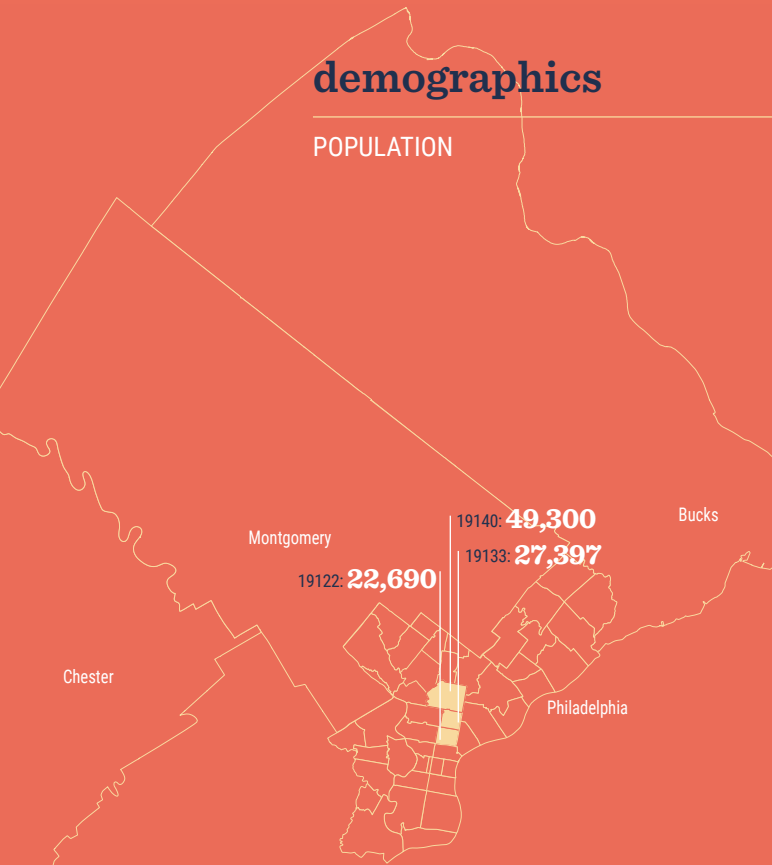 demographics
POPULATION
19140: 49,300
Bucks
Montgomery
19133: 27,397
19122: 22,690
Chester
Philadelphia